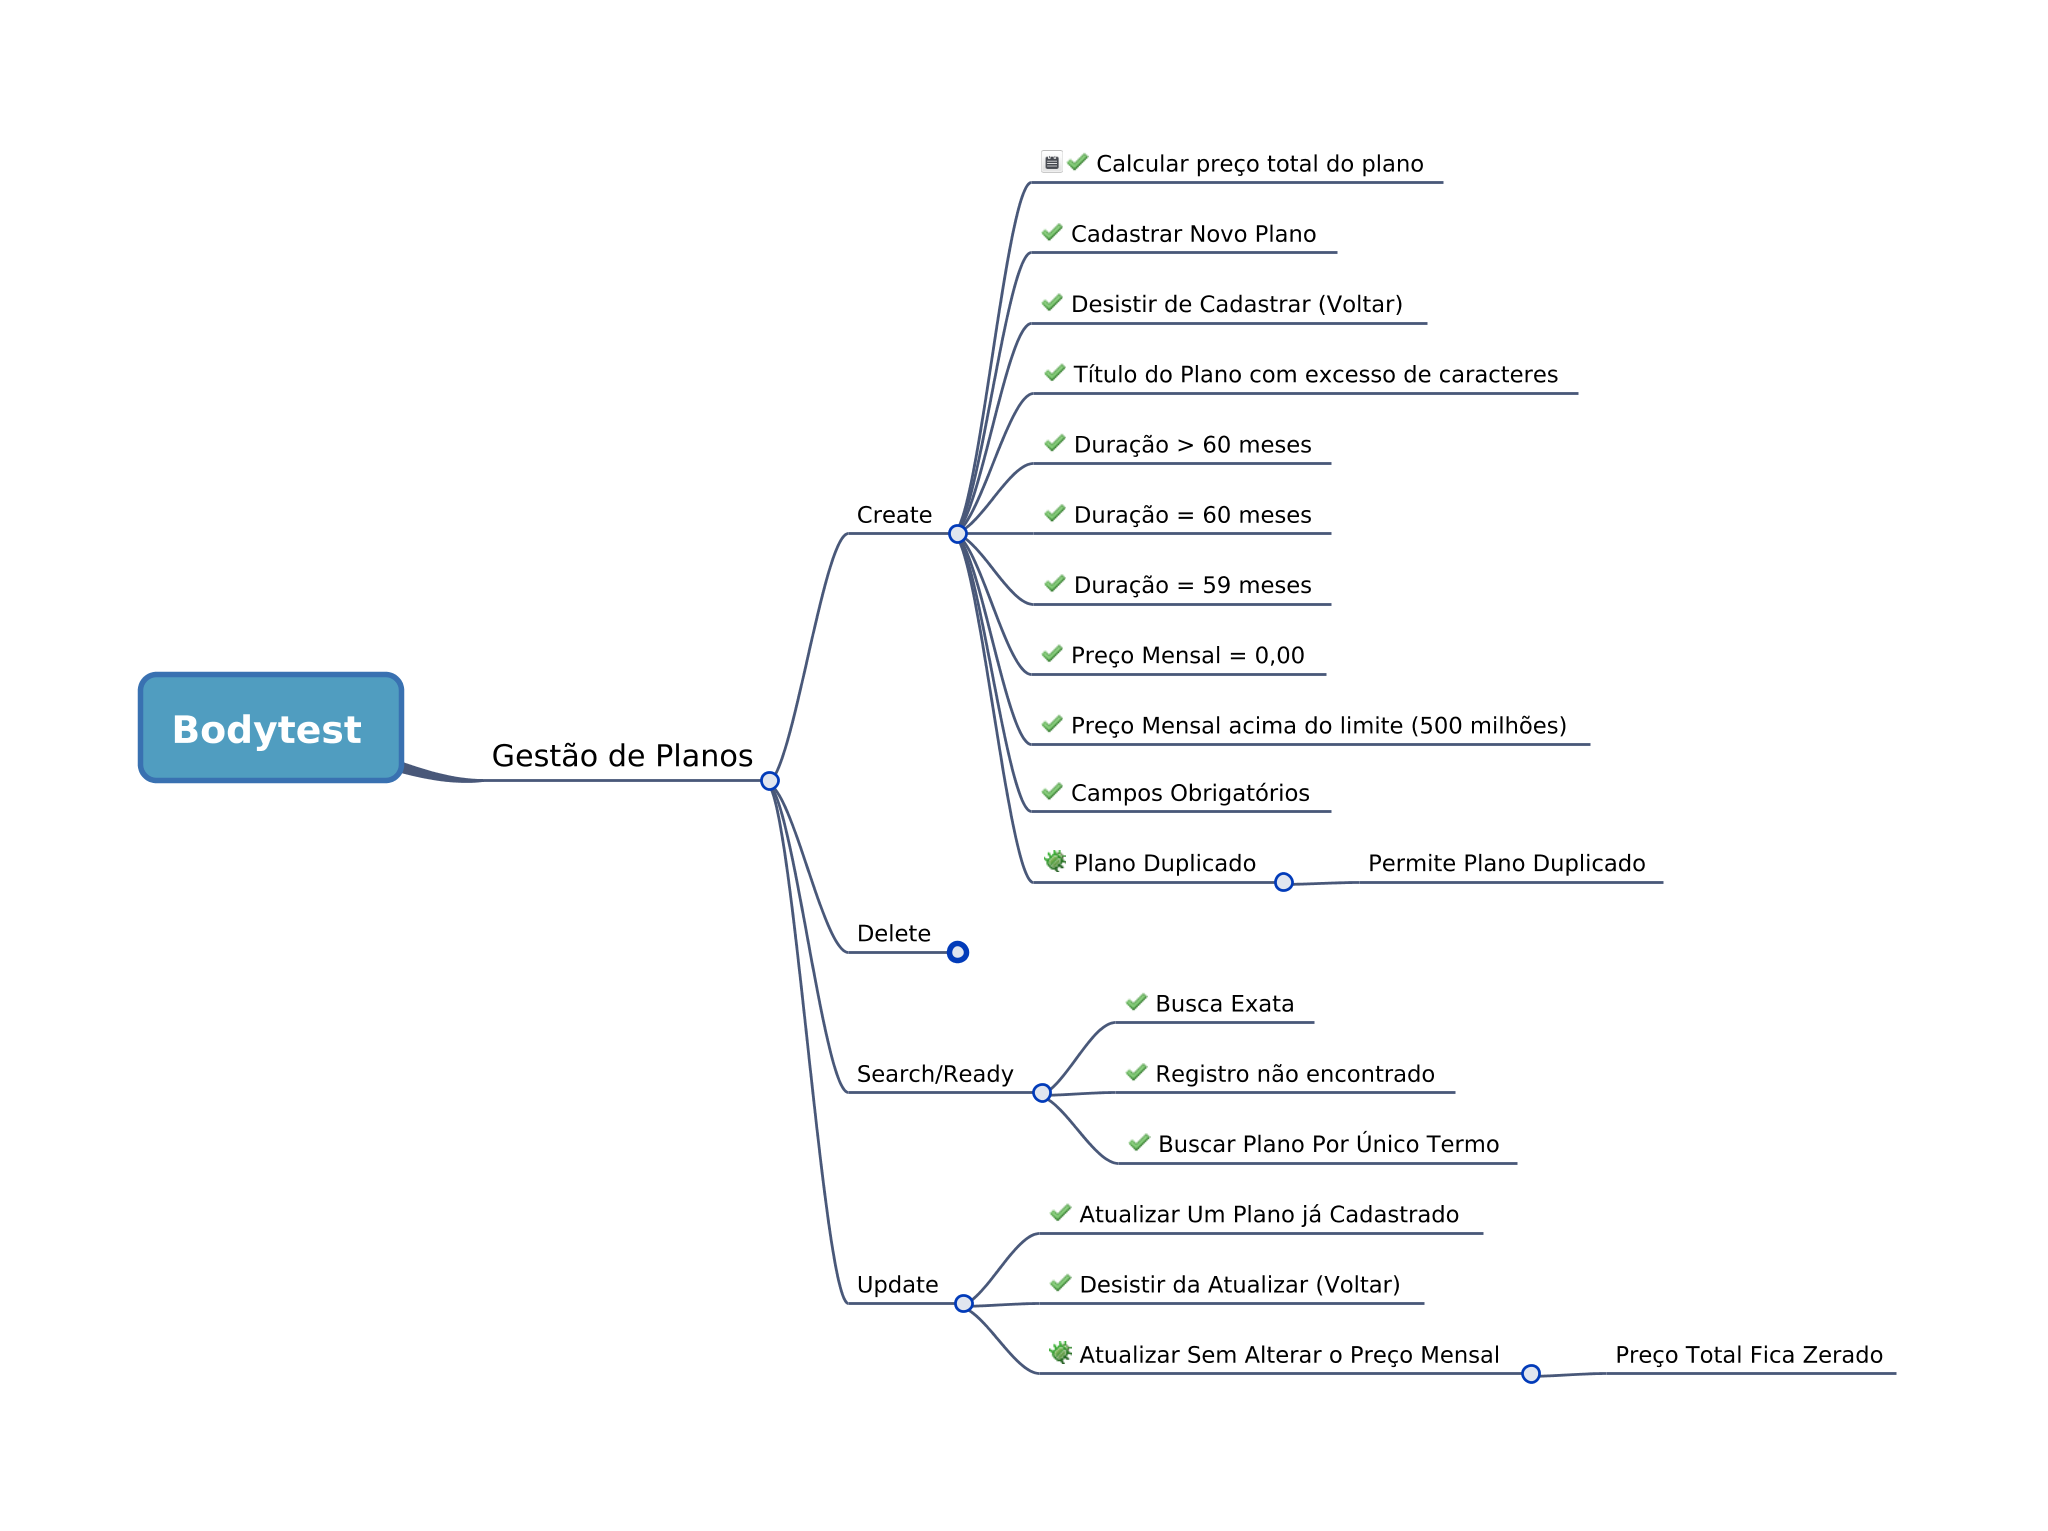 Bodytest
Gestão de Planos
Create
Calcular preço total do plano
Cadastrar Novo Plano
Desistir de Cadastrar (Voltar)
Título do Plano com excesso de caracteres
Duração > 60 meses
Duração = 60 meses
Duração = 59 meses
Preço Mensal = 0,00
Preço Mensal acima do limite (500 milhões)
Campos Obrigatórios
Plano Duplicado
Permite Plano Duplicado
Delete
Search/Ready
Busca Exata
Registro não encontrado
Buscar Plano Por Único Termo
Update
Atualizar Um Plano já Cadastrado
Desistir da Atualizar (Voltar)
Atualizar Sem Alterar o Preço Mensal
Preço Total Fica Zerado